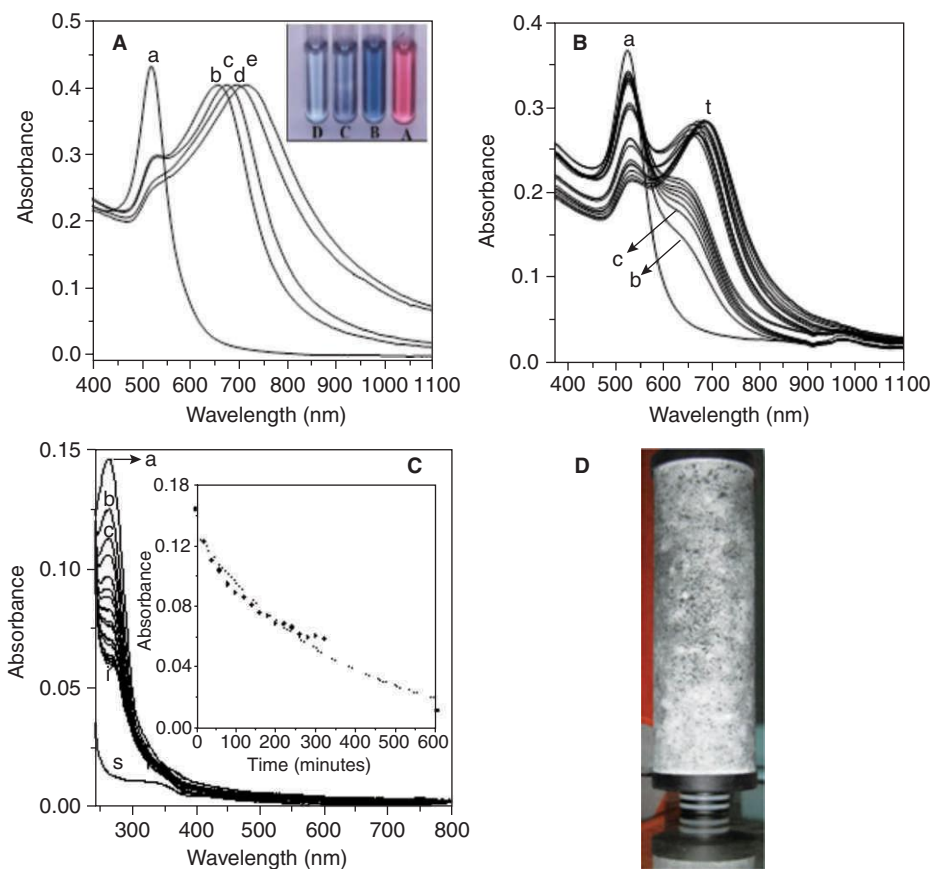 A
a
b
c
d
e
D C B A
0.5
0.4
0.3
0.2
0.1
0.0
Absorbance
400 500 600 700 800 900 1000 1100
Wavelength (nm)
B
a
t
c
b
0.4
0.3
0.2
0.1
0.0
Absorbance
400 500 600 700 800 900 1000 1100
Wavelength (nm)
C
a
b
c
s
0.15
0.10
0.05
0.00
Absorbance
300 400 500 600 700 800
Wavelength (nm)
0.18
0.12
0.08
0.04
0.00
Absorbance
0 100 200 300 400 500 600
Time (minutes)
D